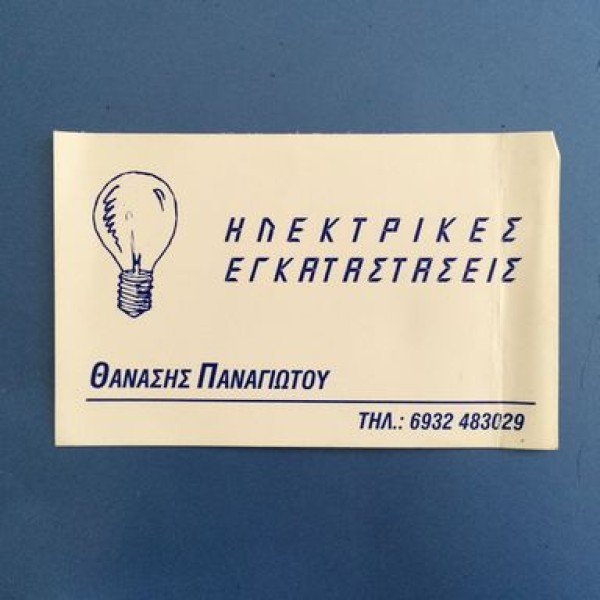 ΗΛΕΚΤΡΙΚΕΣ
ΕΓΚΑΤΑΣΤΑΣΕΙΣ
ΘΑΝΑΣΗΣ ΠΑΝΑΓΙΩΤΟΥ
ΤΗΛ.: 6932 483029